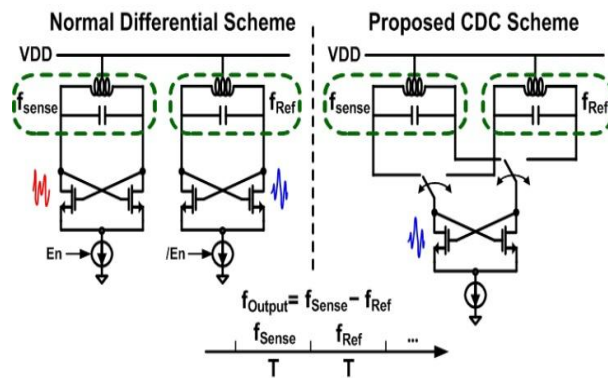 Normal Differential Scheme
Proposed CDC Scheme
VDD
VDD
fsense
fRef
fsense
fRef
En
/En
fOutput= fSense – fRef
fSense
fRef
...
T
T